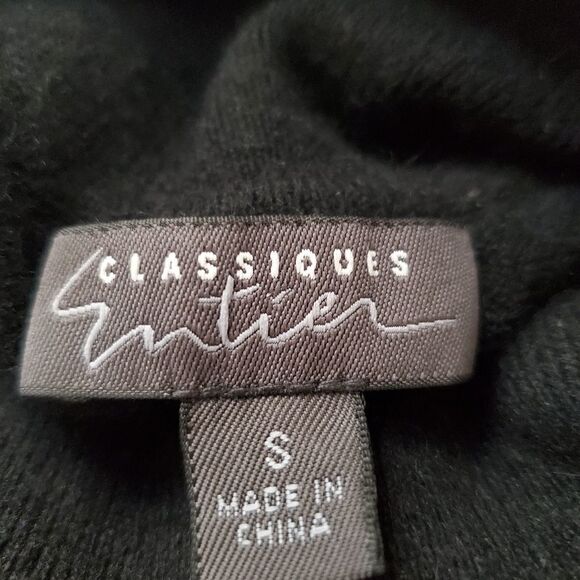 CLASSIQUES
Entier
S
MADE IN
CHINA